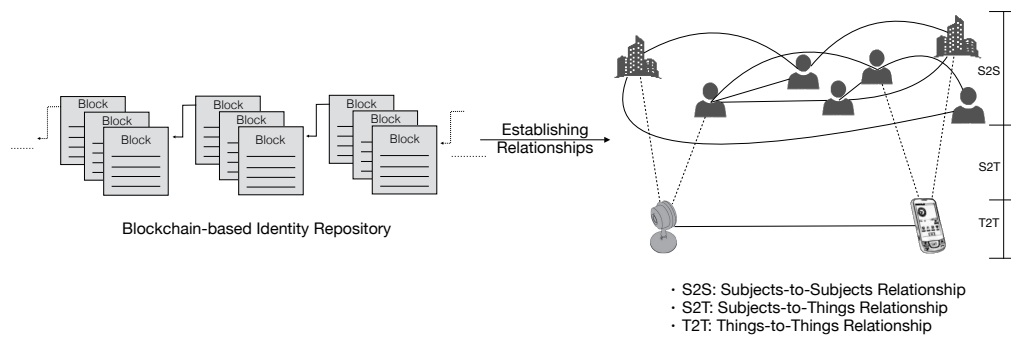 Block
Block
Block
Block
Block
Block
Block
Block
Block
Blockchain-based Identity Repository
Establishing
Relationships
S2S
S2T
T2T
· S2S: Subjects-to-Subjects Relationship
· S2T: Subjects-to-Things Relationship
· T2T: Things-to-Things Relationship